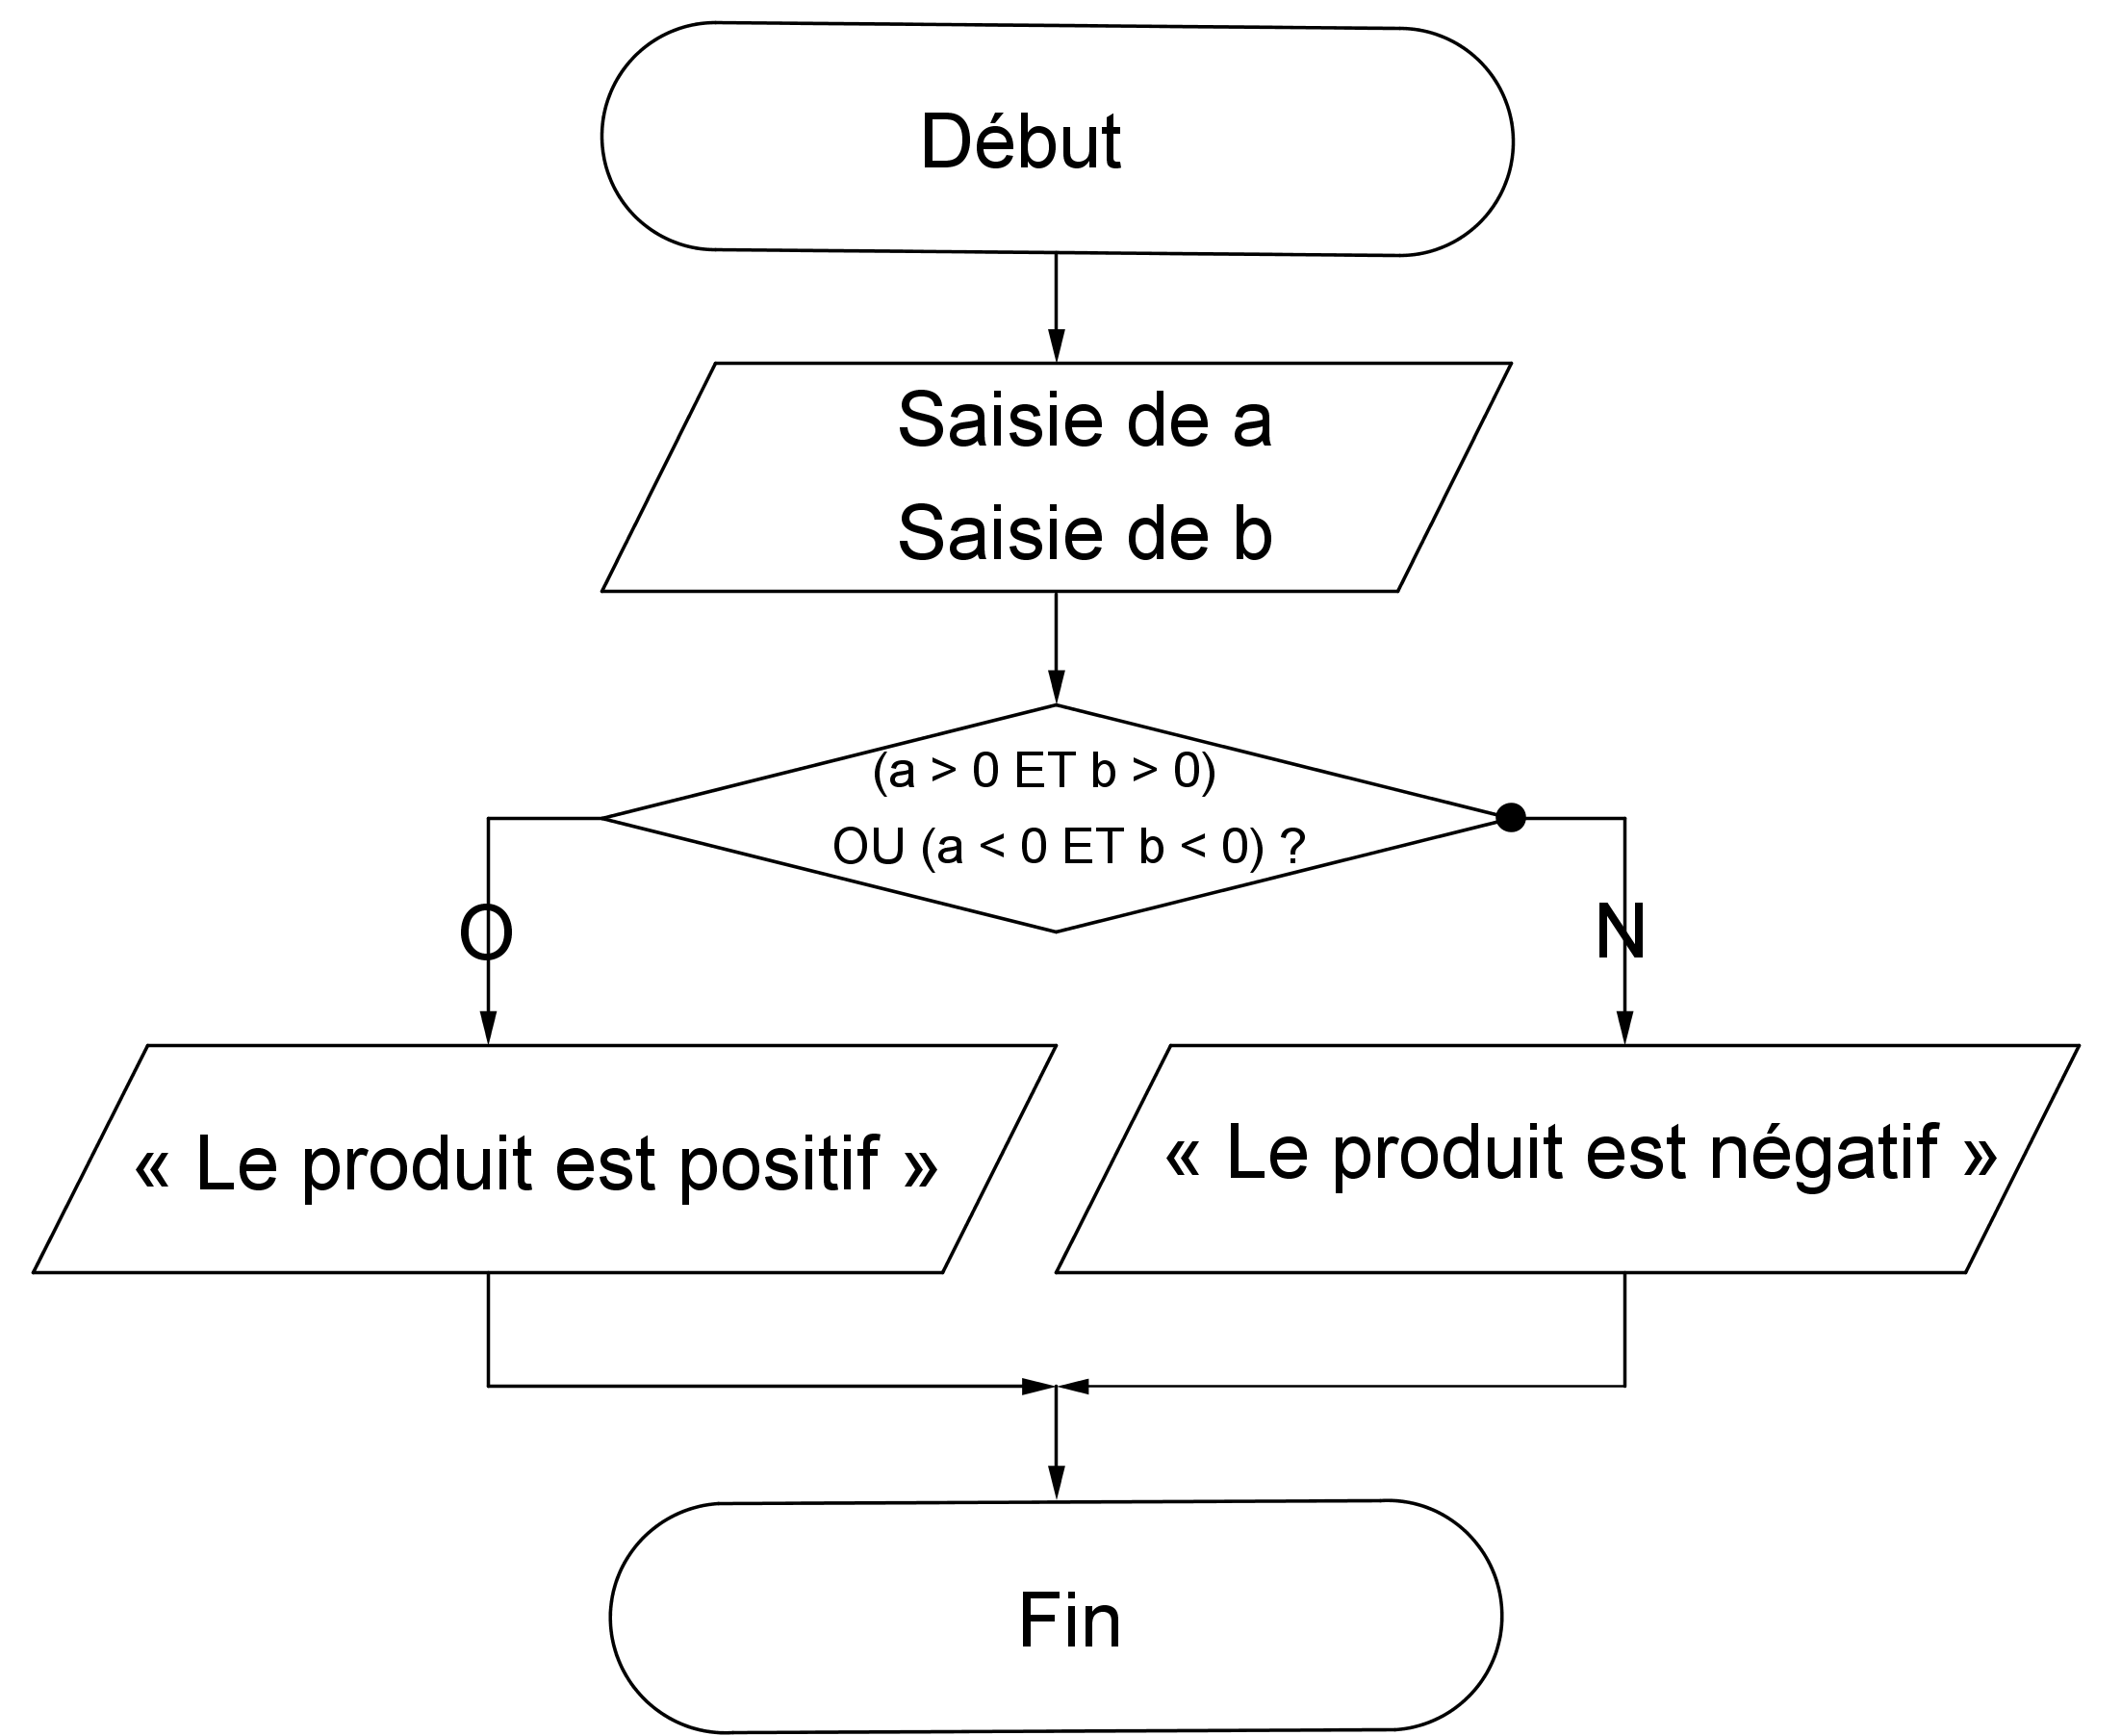 Début
Saisie de a
Saisie de b
(a > 0 ET b > 0)
OU (a < 0 ET b < 0) ?
O
N
« Le produit est positif »
« Le produit est négatif »
Fin